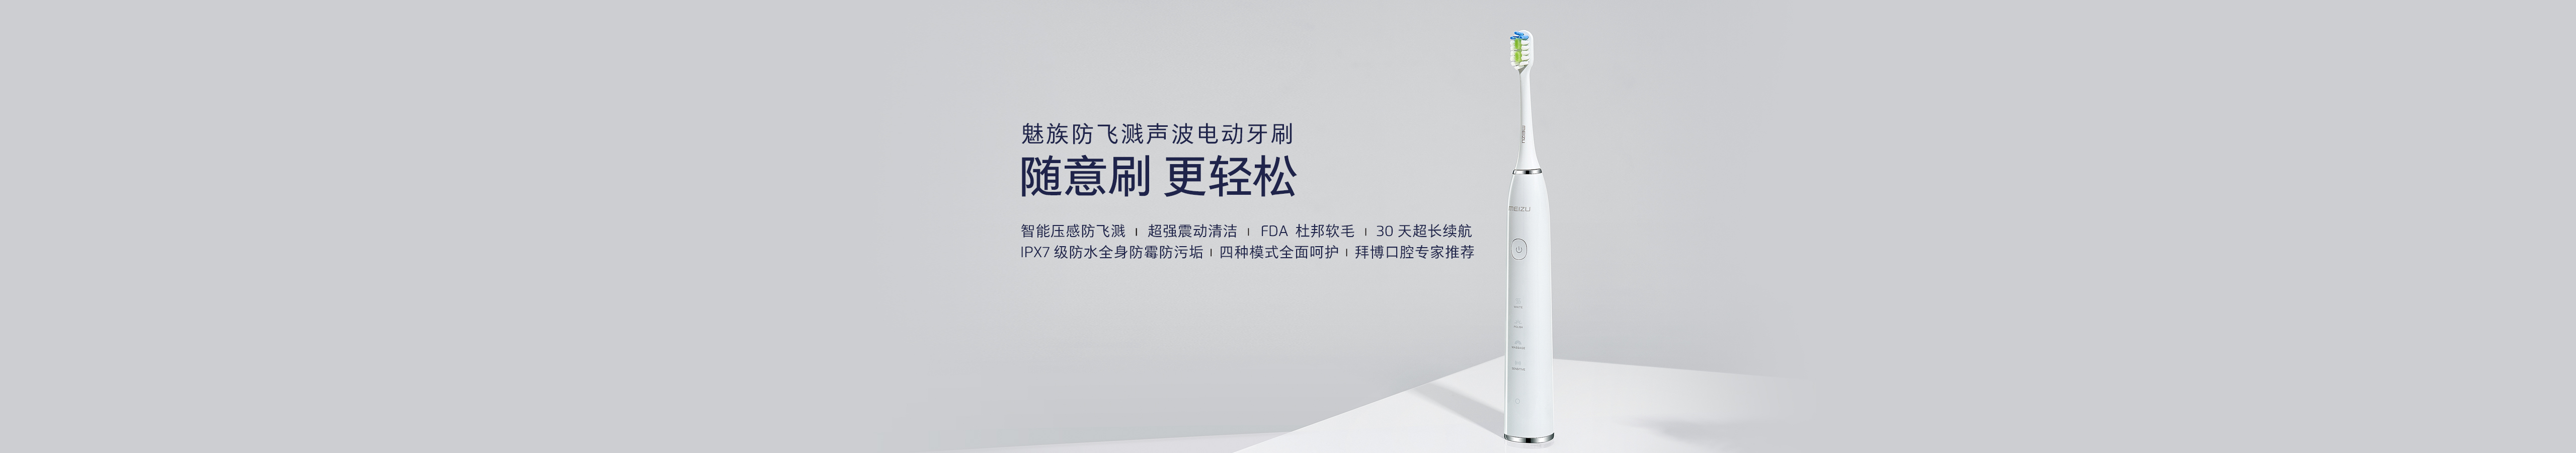 魅族防飞溅声波电动牙刷
随意刷 更轻松
智能压感防飞溅 | 超强震动清洁 | FDA 杜邦软毛 | 30 天超长续航
IPX7 级防水全身防霉防污垢 | 四种模式全面呵护 | 拜博口腔专家推荐
MEIZU